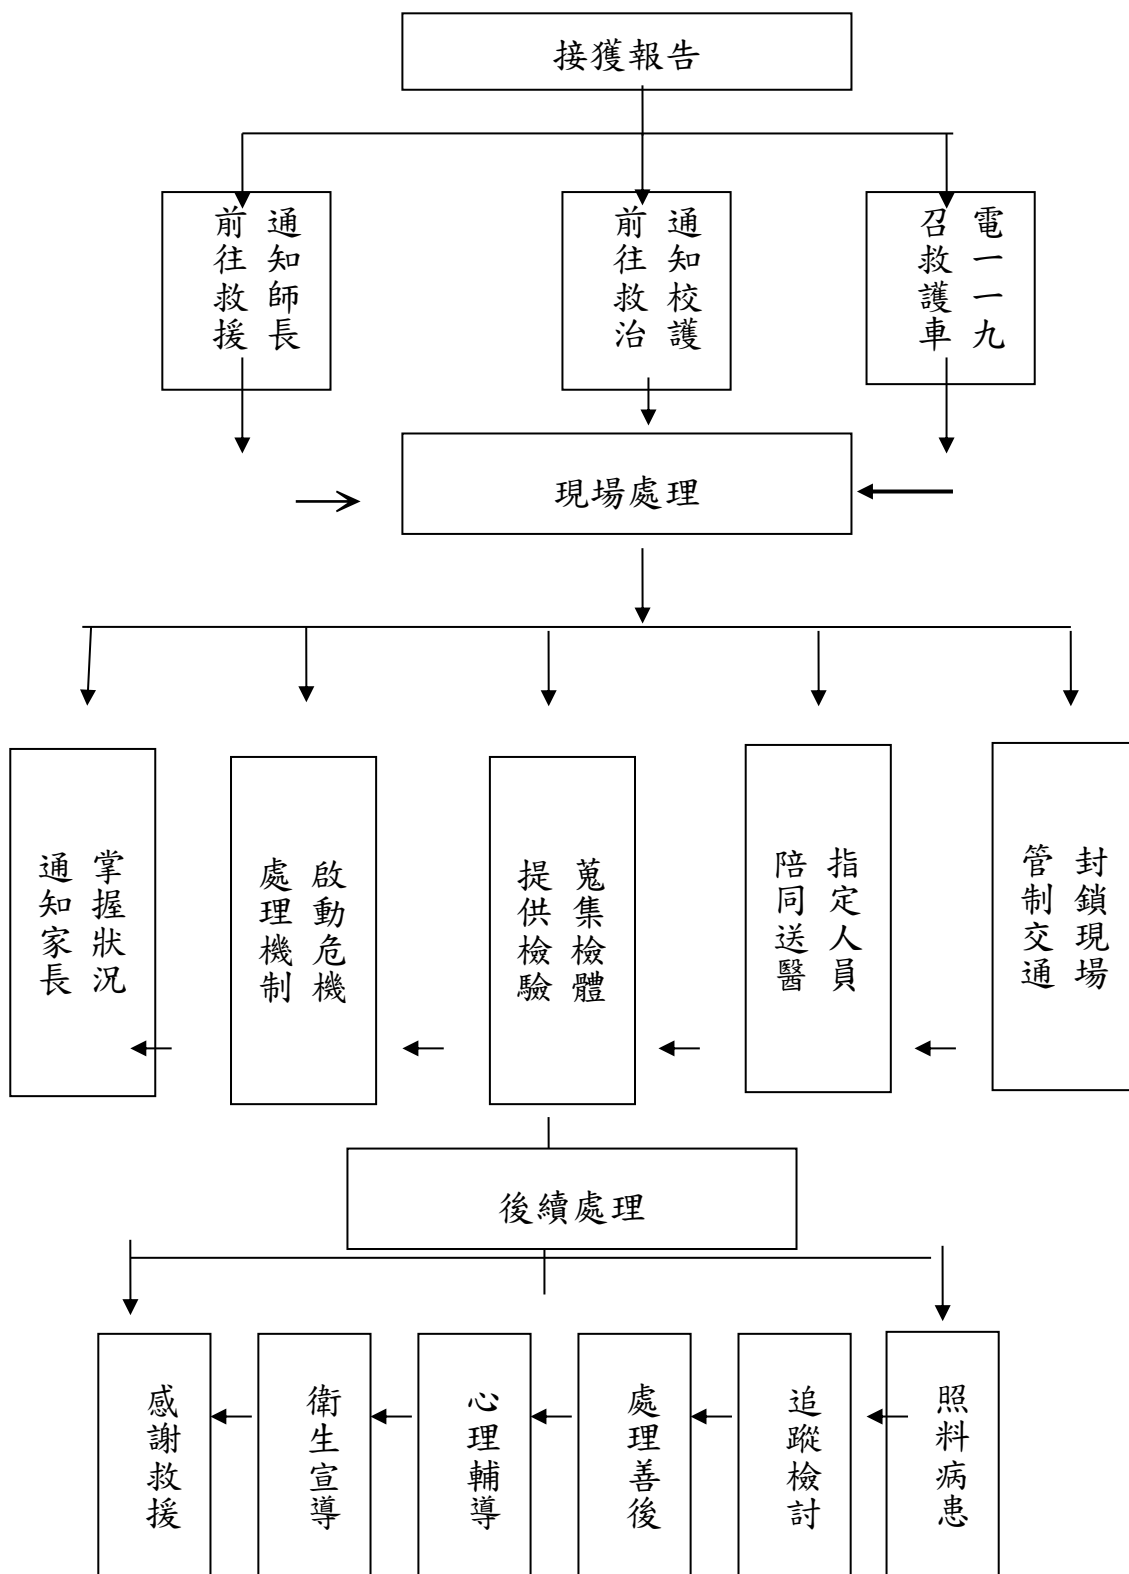 接獲報告
電一一九
召救護車
通知校護
前往救治
通知師長
前往救援
現場處理
封鎖現場
管制交通
指定人員
陪同送醫
蒐集檢體
提供檢驗
啟動危機
處理機制
掌握狀況
通知家長
後續處理
照料病患
追蹤檢討
處理善後
心理輔導
衛生宣導
感謝救援